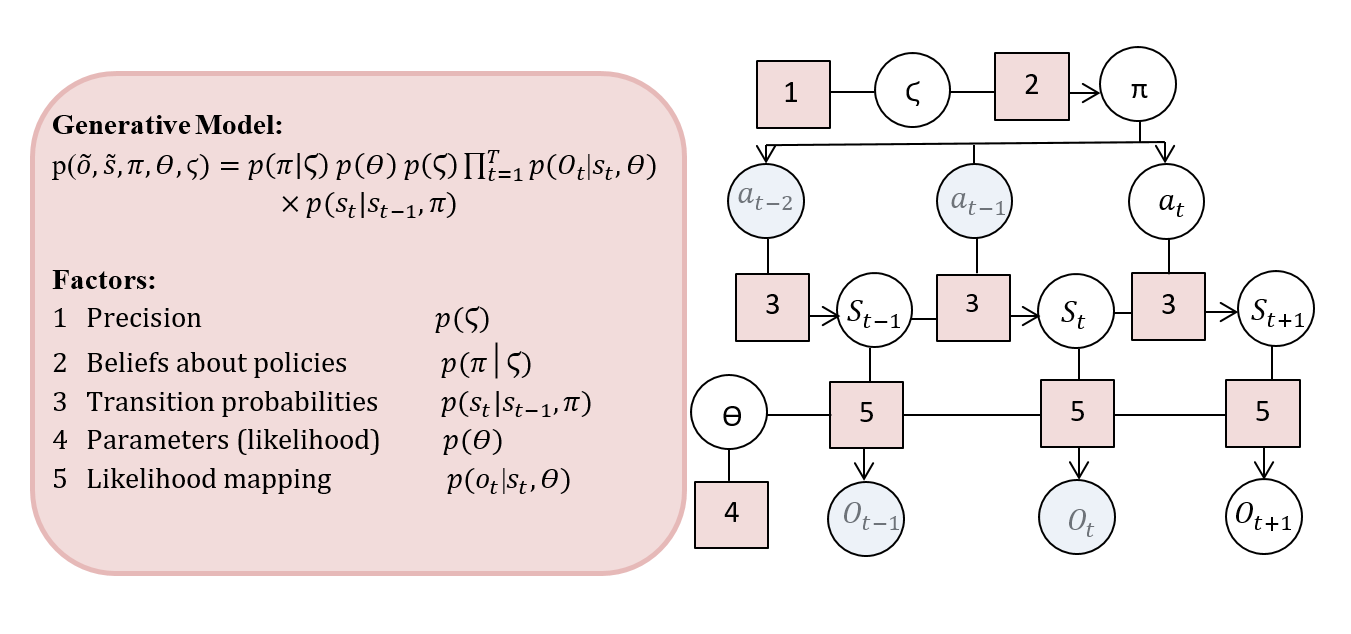 Generative Model:
p(õ, s̃, π, Ɵ, ς) = p(π|ς) p(Ɵ) p(ς) ∏ᵀₜ₌₁ p(Oₜ|sₜ, Ɵ)
× p(sₜ|sₜ₋₁, π)
Factors:
1 Precision p(ς)
2 Beliefs about policies p(π|ς)
3 Transition probabilities p(sₜ|sₜ₋₁, π)
4 Parameters (likelihood) p(Ɵ)
5 Likelihood mapping p(oₜ|sₜ, Ɵ)
1 ς 2 π
aₜ₋₂ aₜ₋₁ aₜ
3 Sₜ₋₁ 3 Sₜ 3 Sₜ₊₁
Ɵ 5 5 5
4 Oₜ₋₁ Oₜ Oₜ₊₁